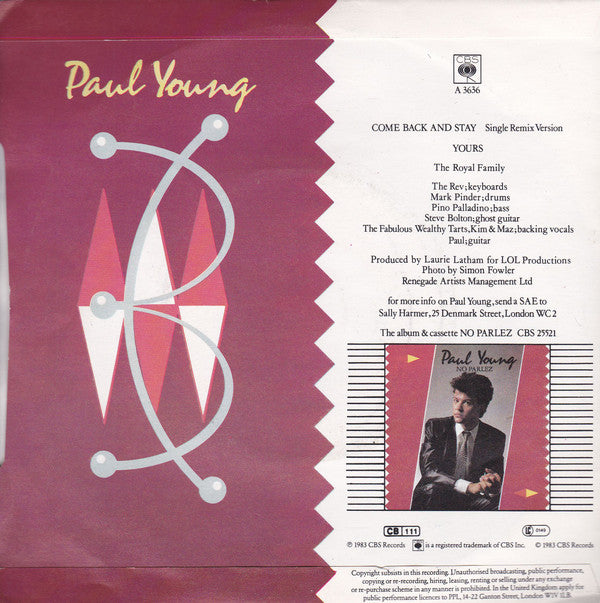 Paul Young
CBS
A 3636
COME BACK AND STAY Single Remix Version
YOURS
The Royal Family
The Rev;keyboards
Mark Pinder;drums
Pino Palladino;bass
Steve Bolton;ghost guitar
The Fabulous Wealthy Tarts,Kim & Maz;backing vocals
Paul;guitar
Produced by Laurie Latham for LOL Productions
Photo by Simon Fowler
Renegade Artists Management Ltd
for more info on Paul Young,send a SAE to
Sally Harmer,25 Denmark Street,London WC2
The album & cassette NO PARLEZ CBS 25521
Paul Young
NO PARLEZ
CB 111
LC 0149
℗ 1983 CBS Records is a registered trademark of CBS Inc. © 1983 CBS Records
Copyright subsists in this recording. Unauthorised broadcasting, public performance,
copying or re-recording, hiring, leasing, renting or selling under any exchange
or re-purchase scheme in any manner is prohibited. In the United Kingdom apply for
public performance licences to PPL, 14-22 Ganton Street, London W1V 1LB.